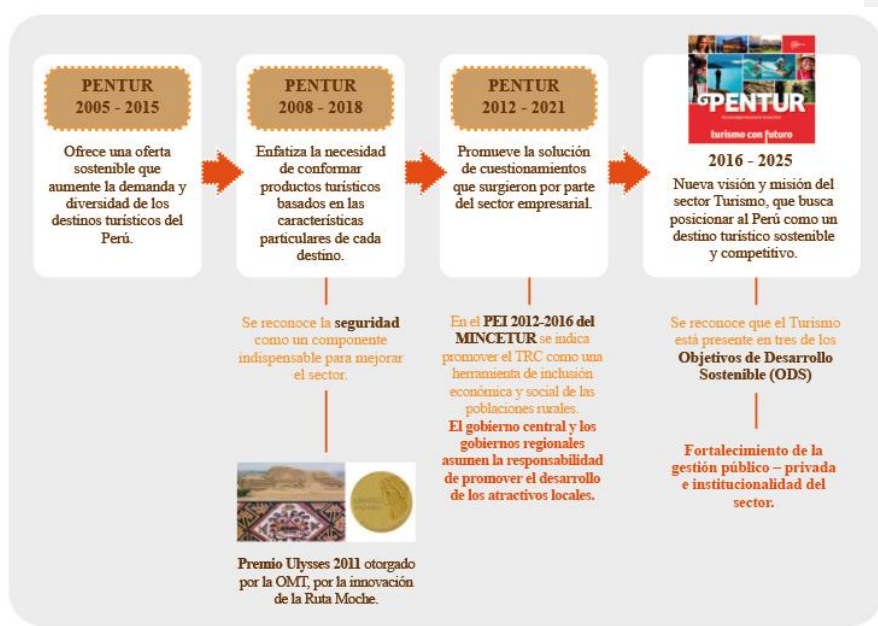 PENTUR
2005 - 2015
Ofrece una oferta
sostenible que
aumente la demanda y
diversidad de los
destinos turísticos del
Perú.
PENTUR
2008 - 2018
Enfatiza la necesidad
de conformar
productos turísticos
basados en las
características
particulares de cada
destino.
Se reconoce la seguridad
como un componente
indispensable para mejorar
el sector.
Premio Ulysses 2011 otorgado
por la OMT, por la innovación
de la Ruta Moche.
PENTUR
2012 - 2021
Promueve la solución
de cuestionamientos
que surgieron por parte
del sector empresarial.
En el PEI 2012-2016 del
MINCETUR se indica
promover el TRC como una
herramienta de inclusión
económica y social de las
poblaciones rurales.
El gobierno central y los
gobiernos regionales
asumen la responsabilidad
de promover el desarrollo
de los atractivos locales.
PENTUR
turismo con futuro
2016 - 2025
Nueva visión y misión del
sector Turismo, que busca
posicionar al Perú como un
destino turístico sostenible
y competitivo.
Se reconoce que el Turismo
está presente en tres de los
Objetivos de Desarrollo
Sostenible (ODS)
Fortalecimiento de la
gestión público – privada
e institucionalidad del
sector.